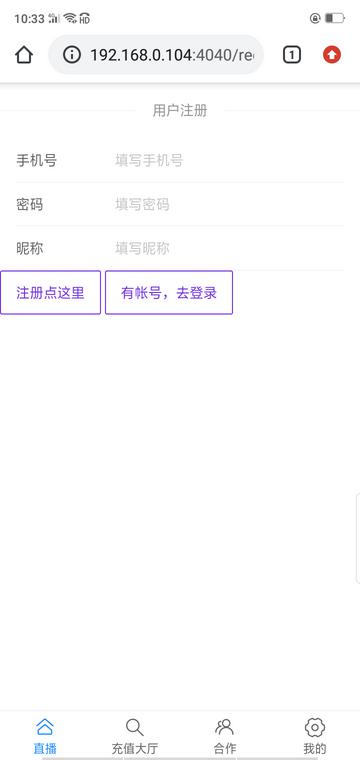 10:33 4G HD
192.168.0.104:4040/re
1
用户注册
手机号 填写手机号
密码 填写密码
昵称 填写昵称
注册点这里 有帐号，去登录
直播 充值大厅 合作 我的